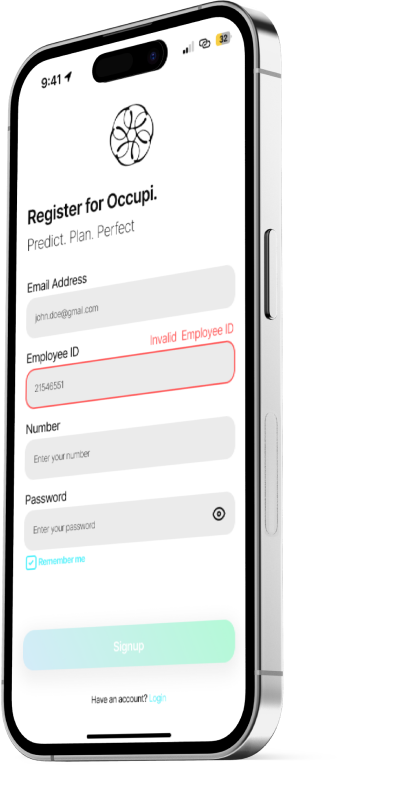 9:41
32
Register for Occupi.
Predict. Plan. Perfect
Email Address
john.doe@gmail.com
Invalid Employee ID
Employee ID
21546551
Number
Enter your number
Password
Enter your password
Remember me
Signup
Have an account? Login